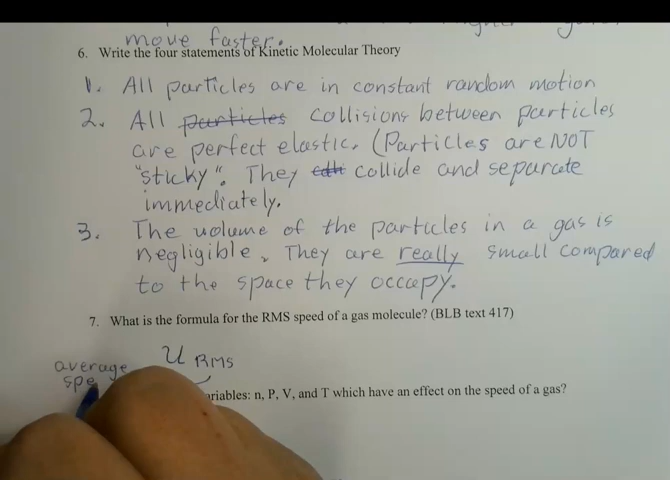 move faster.
6. Write the four statements of Kinetic Molecular Theory
1. All particles are in constant random motion
2. All particles collisions between particles
are perfect elastic. (Particles are NOT
"sticky". They collide and separate
immediately.
3. The volume of the particles in a gas is
negligible. They are really small compared
to the space they occupy.
7. What is the formula for the RMS speed of a gas molecule? (BLB text 417)
average
spe
U RMS
ariables: n, P, V, and T which have an effect on the speed of a gas?